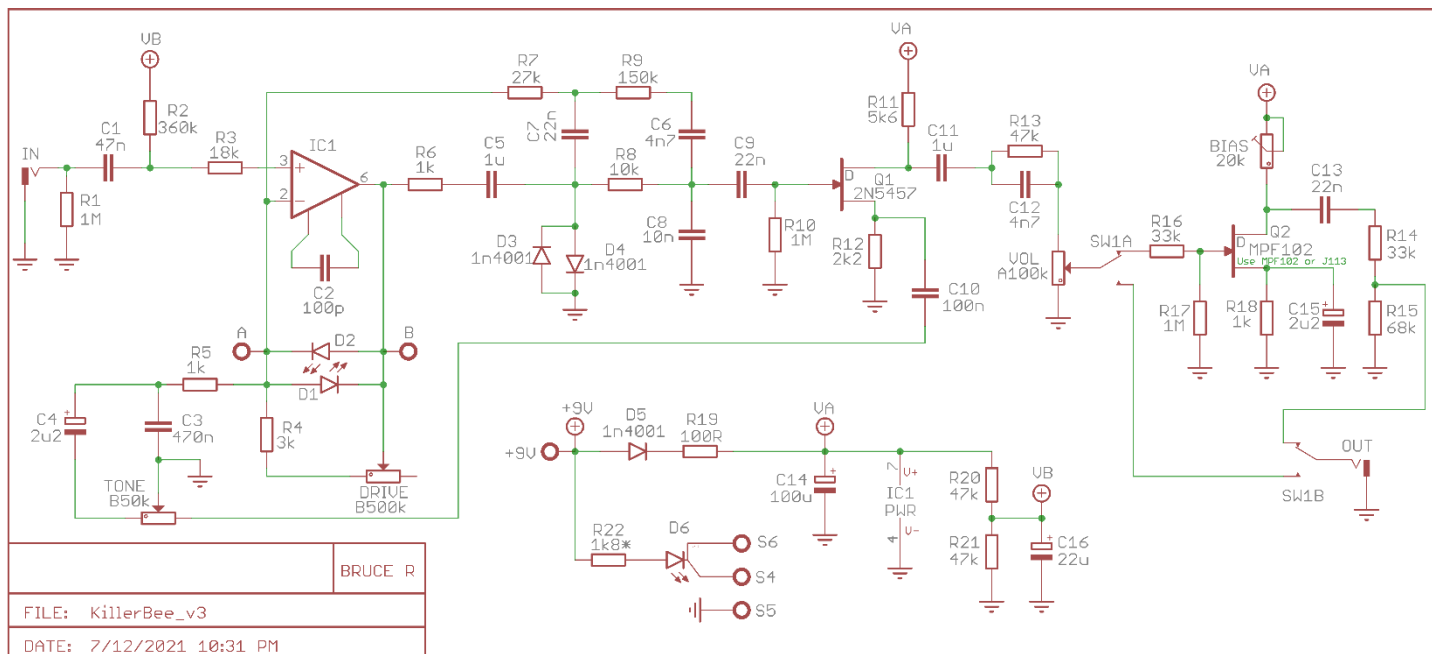 VB
R2
360k
C1
47n
IN
R1
1M
R3
18k
IC1
3
+
2
-
6
C2
100p
R6
1k
C5
1u
R7
27k
R9
150k
C7
22n
C6
4n7
R8
10k
D3
1n4001
D4
1n4001
C8
10n
C9
22n
R10
1M
VA
R11
5k6
D
Q1
2N5457
R12
2k2
C10
100n
C11
1u
R13
47k
C12
4n7
VOL
A100k
SW1A
R16
33k
R17
1M
VA
BIAS
20k
D
Q2
MPF102
Use MPF102 or J113
R18
1k
C15
+
2u2
C13
22n
R14
33k
R15
68k
OUT
SW1B
A
B
D2
D1
R5
1k
C4
+
2u2
C3
470n
R4
3k
TONE
B50k
DRIVE
B500k
+9V
+9V
D5
1n4001
R19
100R
VA
C14
+
100u
7
V+
IC1
PWR
V-
4
R20
47k
VB
R21
47k
C16
+
22u
R22
1k8*
D6
S6
S4
S5
BRUCE R
FILE: KillerBee_v3
DATE: 7/12/2021 10:31 PM